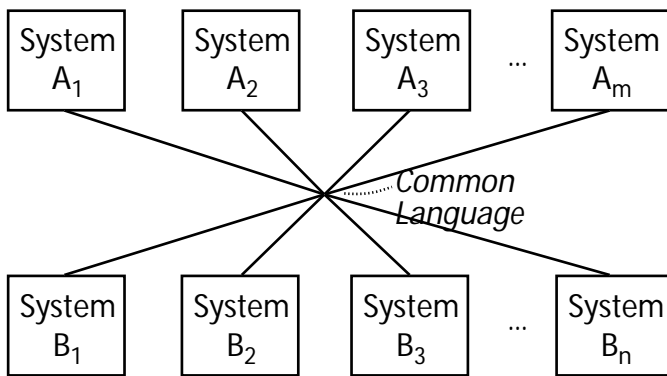 System
A₁
System
A₂
System
A₃
...
System
Aₘ
Common
Language
System
B₁
System
B₂
System
B₃
...
System
Bₙ